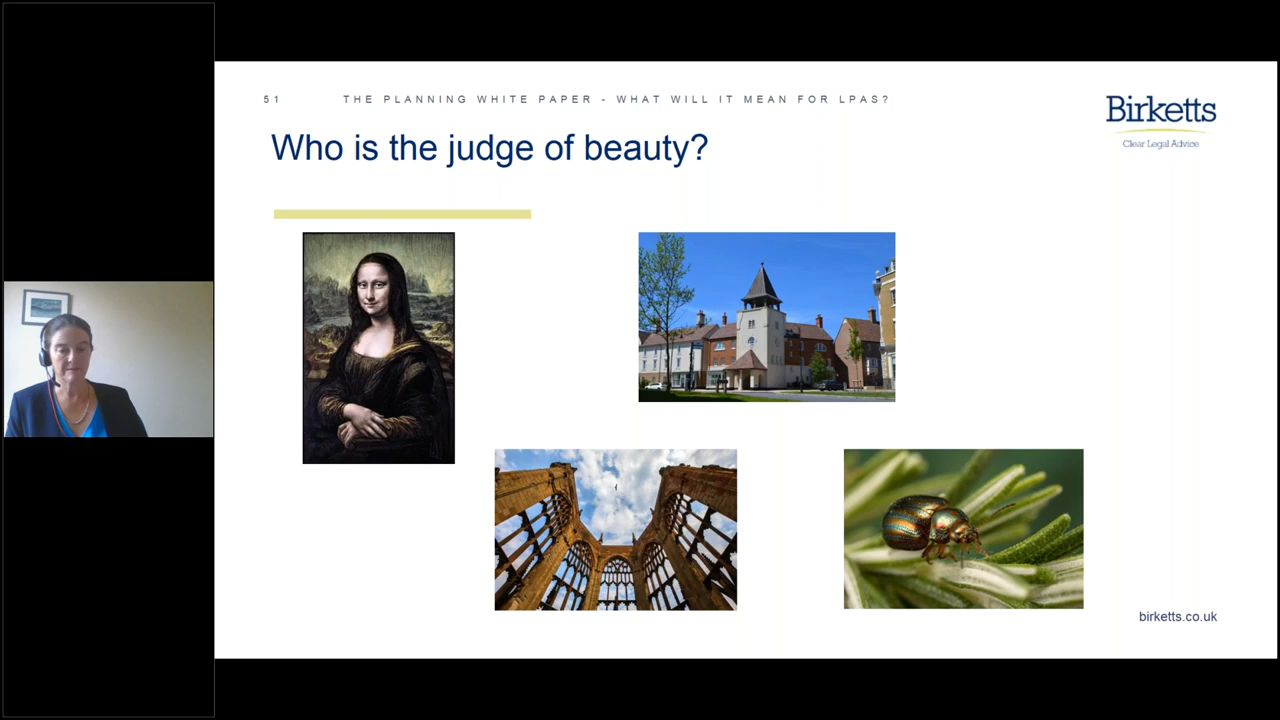 51
THE PLANNING WHITE PAPER - WHAT WILL IT MEAN FOR LPAS?
Birketts
Clear Legal Advice
Who is the judge of beauty?
birketts.co.uk